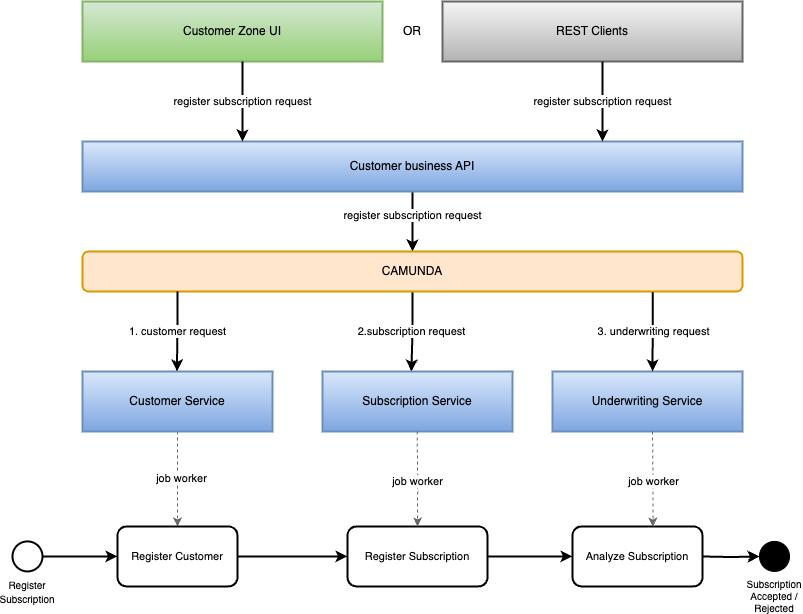 Customer Zone UI
OR
REST Clients
register subscription request
register subscription request
Customer business API
register subscription request
CAMUNDA
1. customer request
2.subscription request
3. underwriting request
Customer Service
Subscription Service
Underwriting Service
job worker
job worker
job worker
Register Customer
Register Subscription
Analyze Subscription
Register
Subscription
Subscription
Accepted /
Rejected